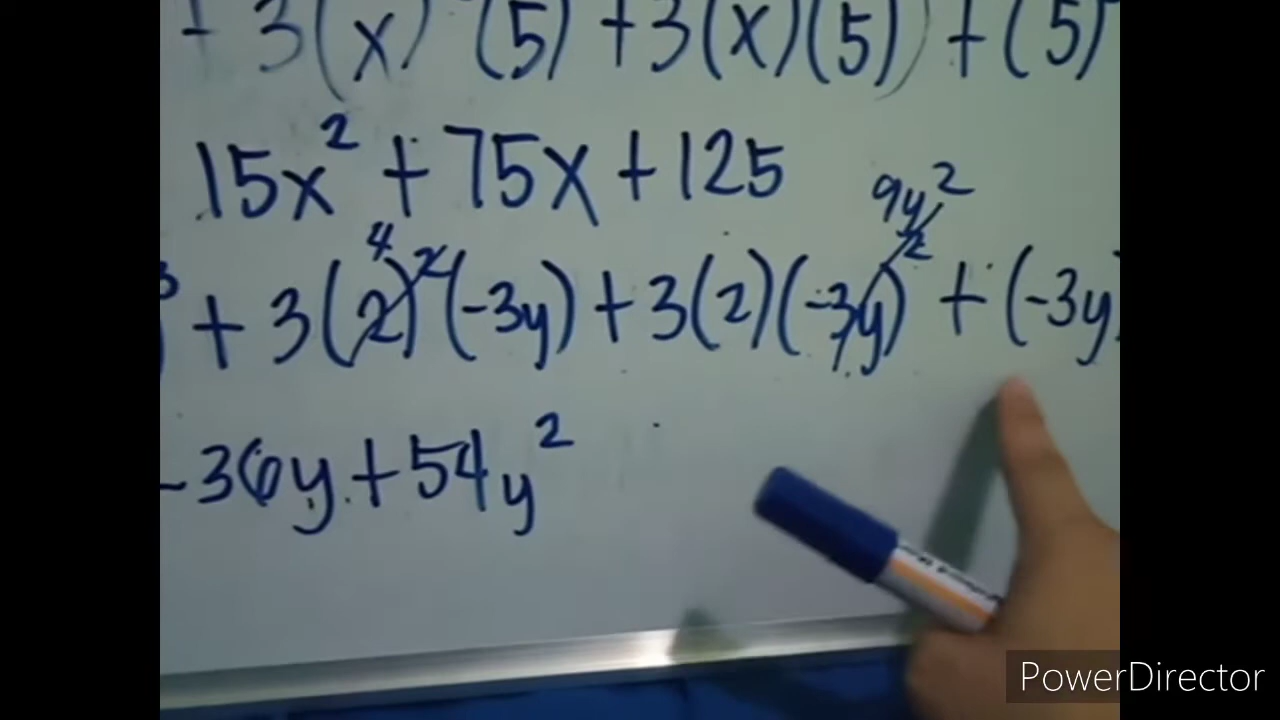 + 3(x) (5) + 3(x)(5) + (5)
15x² + 75x + 125
9y²
4
³ + 3(2)²(-3y) + 3(2)(-3y)² + (-3y)
-36y + 54y²
PowerDirector